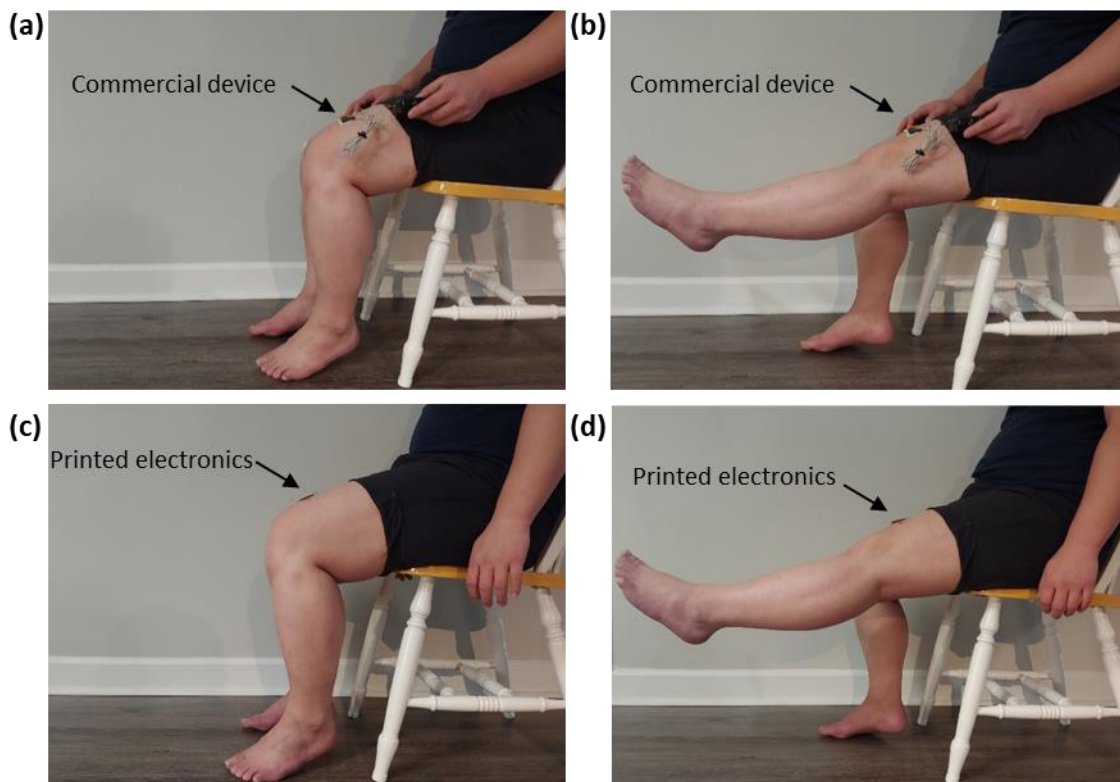 (a)
Commercial device
(b)
Commercial device
(c)
Printed electronics
(d)
Printed electronics